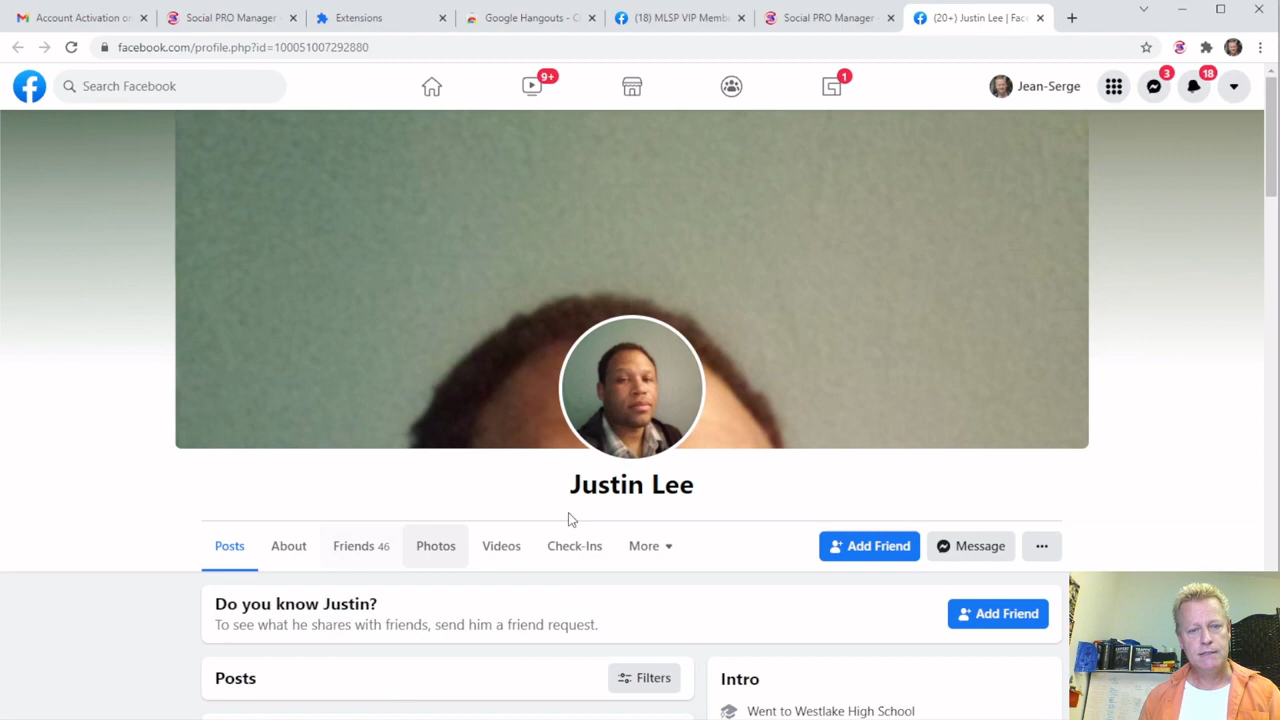 Account Activation or
Social PRO Manager
Extensions
Google Hangouts - C
(18) MLSP VIP Memb
Social PRO Manager -
(20+) Justin Lee | Fac
facebook.com/profile.php?id=100051007292880
Search Facebook
9+
1
Jean-Serge
3
18
Justin Lee
Posts
About
Friends 46
Photos
Videos
Check-Ins
More
Add Friend
Message
Do you know Justin?
To see what he shares with friends, send him a friend request.
Add Friend
Posts
Filters
Intro
Went to Westlake High School